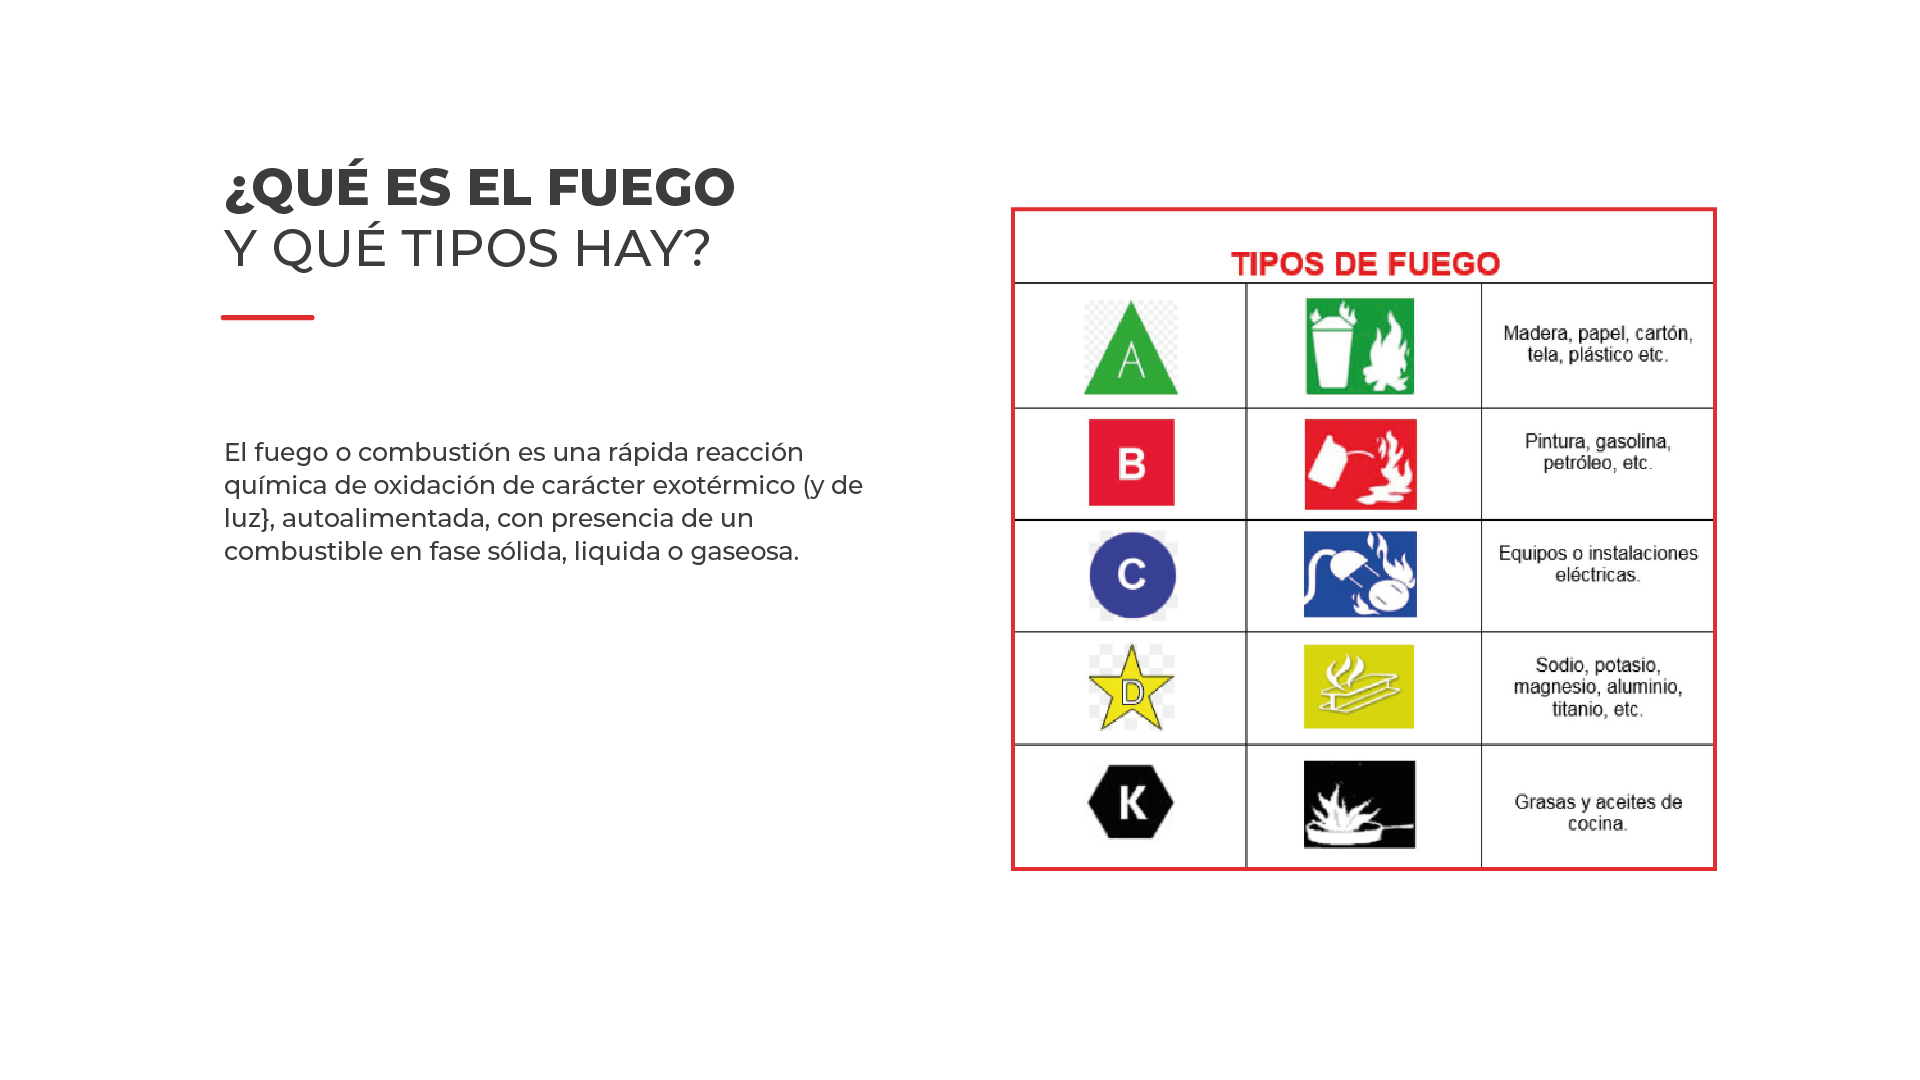 ¿QUÉ ES EL FUEGO
Y QUÉ TIPOS HAY?
El fuego o combustión es una rápida reacción
química de oxidación de carácter exotérmico (y de
luz}, autoalimentada, con presencia de un
combustible en fase sólida, liquida o gaseosa.
TIPOS DE FUEGO
A
Madera, papel, cartón,
tela, plástico etc.
B
Pintura, gasolina,
petróleo, etc.
C
Equipos o instalaciones
eléctricas.
D
Sodio, potasio,
magnesio, aluminio,
titanio, etc.
K
Grasas y aceites de
cocina.